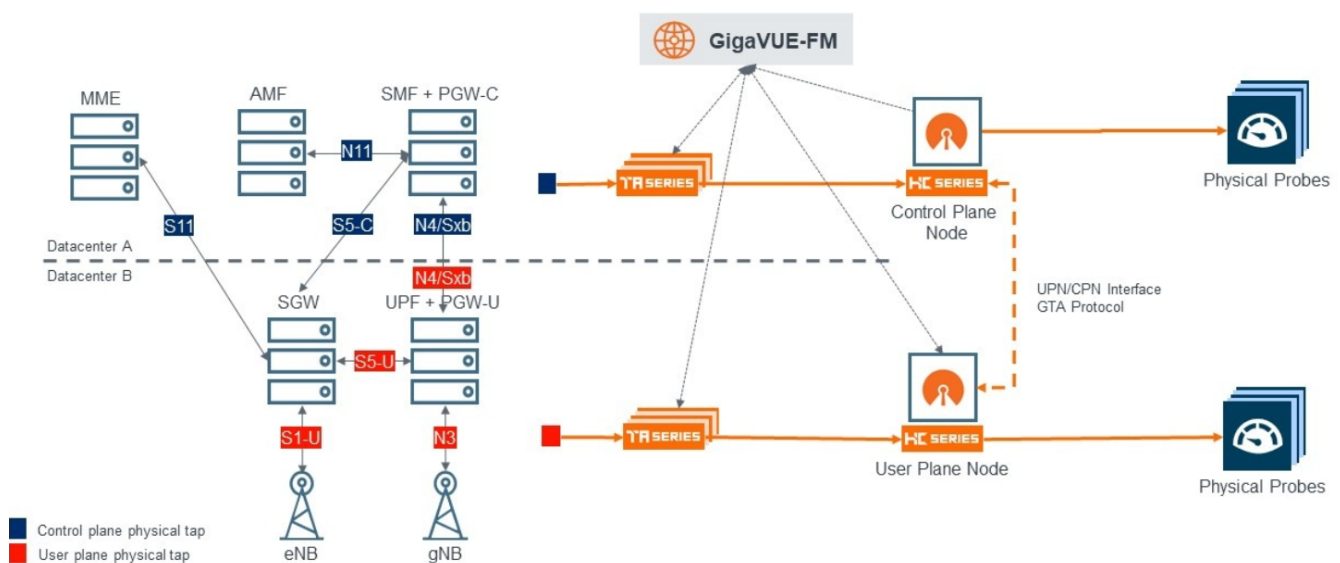 GigaVUE-FM
MME
AMF
SMF + PGW-C
N11
S11
S5-C
N4/Sxb
Datacenter A
Datacenter B
N4/Sxb
SGW
UPF + PGW-U
S5-U
S1-U
N3
eNB
gNB
Control plane physical tap
User plane physical tap
TA SERIES
HC SERIES
Control Plane
Node
Physical Probes
UPN/CPN Interface
GTA Protocol
TA SERIES
HC SERIES
User Plane Node
Physical Probes